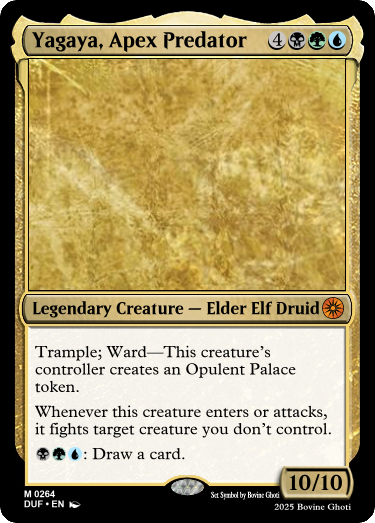 Yagaya, Apex Predator 4
Legendary Creature — Elder Elf Druid
Trample; Ward—This creature's
controller creates an Opulent Palace
token.
Whenever this creature enters or attacks,
it fights target creature you don't control.
: Draw a card.
10/10
M 0264
DUF • EN
Set Symbol by Bovine Ghoti
2025 Bovine Ghoti